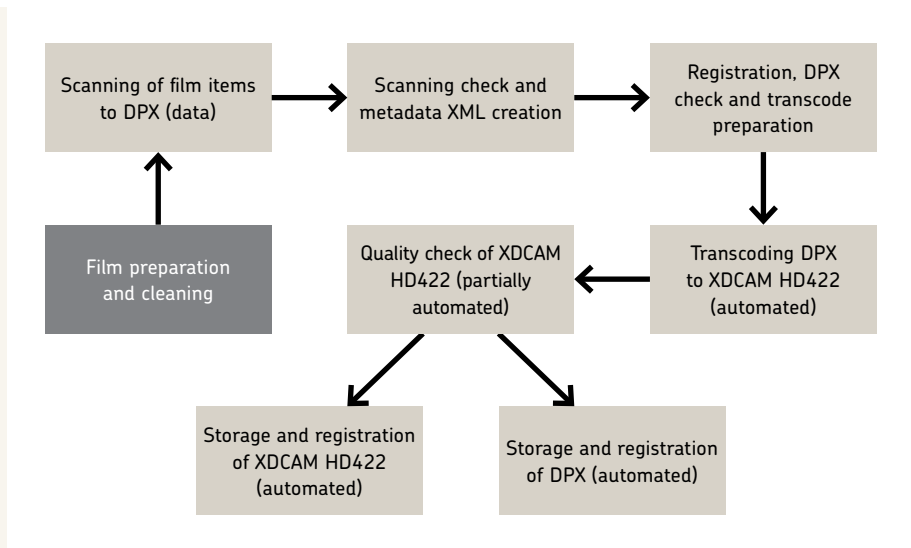 Scanning of film items
to DPX (data)
Scanning check and
metadata XML creation
Registration, DPX
check and transcode
preparation
Film preparation
and cleaning
Quality check of XDCAM
HD422 (partially
automated)
Transcoding DPX
to XDCAM HD422
(automated)
Storage and registration
of XDCAM HD422
(automated)
Storage and registration
of DPX (automated)